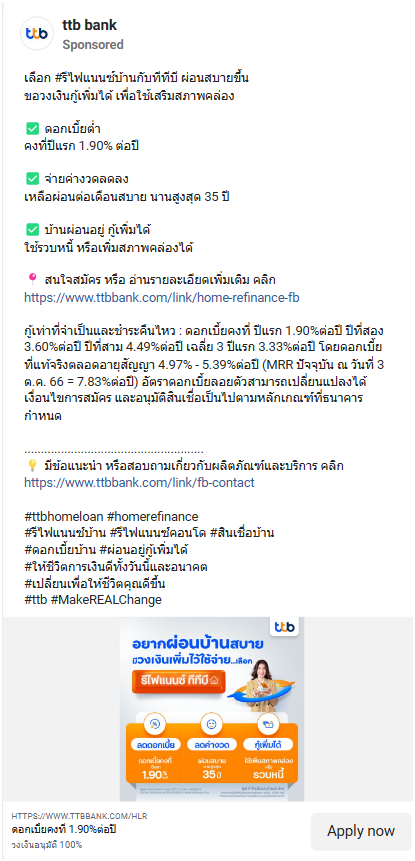 ttb bank
Sponsored
เลือก #รีไฟแนนซ์บ้านกับทีทีบี ผ่อนสบายขึ้น
ขอวงเงินกู้เพิ่มได้ เพื่อใช้เสริมสภาพคล่อง
✅ ดอกเบี้ยต่ำ
คงที่ปีแรก 1.90% ต่อปี
✅ จ่ายค่างวดลดลง
เหลือผ่อนต่อเดือนสบาย นานสูงสุด 35 ปี
✅ บ้านผ่อนอยู่ กู้เพิ่มได้
ใช้รวบหนี้ หรือเพิ่มสภาพคล่องได้
📍 สนใจสมัคร หรือ อ่านรายละเอียดเพิ่มเติม คลิก
https://www.ttbbank.com/link/home-refinance-fb
กู้เท่าที่จำเป็นและชำระคืนไหว : ดอกเบี้ยคงที่ ปีแรก 1.90%ต่อปี ปีที่สอง
3.60%ต่อปี ปีที่สาม 4.49%ต่อปี เฉลี่ย 3 ปีแรก 3.33%ต่อปี โดยดอกเบี้ย
ที่แท้จริงตลอดอายุสัญญา 4.97% - 5.39%ต่อปี (MRR ปัจจุบัน ณ วันที่ 3
ต.ค. 66 = 7.83%ต่อปี) อัตราดอกเบี้ยลอยตัวสามารถเปลี่ยนแปลงได้
เงื่อนไขการสมัคร และอนุมัติสินเชื่อเป็นไปตามหลักเกณฑ์ที่ธนาคาร
กำหนด
......................................................
💡 มีข้อแนะนำ หรือสอบถามเกี่ยวกับผลิตภัณฑ์และบริการ คลิก
https://www.ttbbank.com/link/fb-contact
#ttbhomeloan #homerefinance
#รีไฟแนนซ์บ้าน #รีไฟแนนซ์คอนโด #สินเชื่อบ้าน
#ดอกเบี้ยบ้าน #ผ่อนอยู่กู้เพิ่มได้
#ให้ชีวิตการเงินดีทั้งวันนี้และอนาคต
#เปลี่ยนเพื่อให้ชีวิตคุณดีขึ้น
#ttb #MakeREALChange
ttb
อยากผ่อนบ้านสบาย
มีวงเงินเพิ่มไว้ใช้จ่าย...เลือก
รีไฟแนนซ์ ทีทีบี
ลดดอกเบี้ย ลดค่างวด กู้เพิ่มได้
ดอกเบี้ยคงที่
ปีแรก
1.90%
ผ่อนสบาย
นานสูงสุด
35 ปี
ใช้เพิ่มสภาพคล่อง
หรือ
รวบหนี้
HTTPS://WWW.TTBBANK.COM/HLR
ดอกเบี้ยคงที่ 1.90%ต่อปี
วงเงินอนุมัติ 100%
Apply now